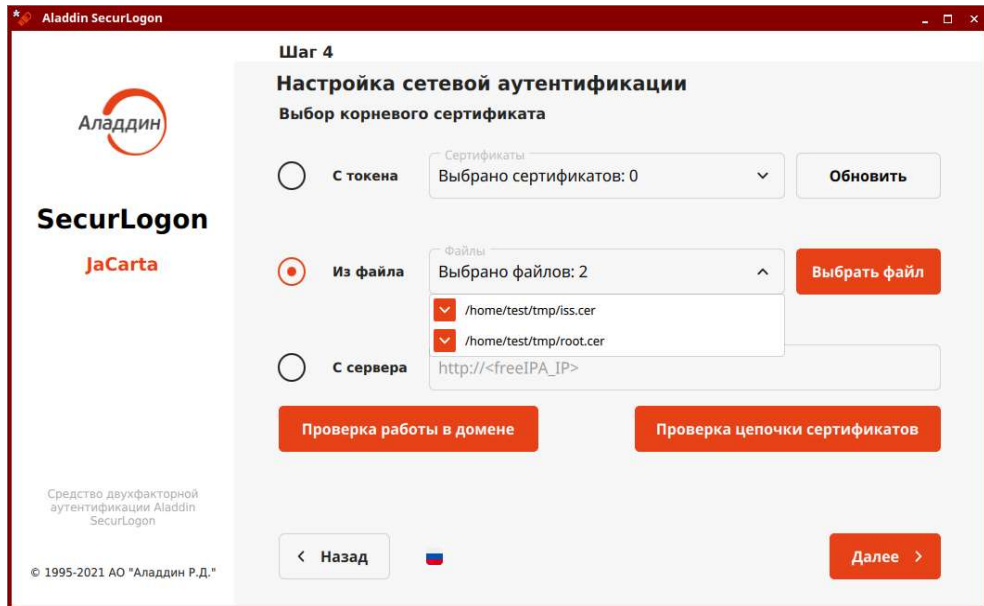 Aladdin SecurLogon
Шаг 4
Настройка сетевой аутентификации
Выбор корневого сертификата
Аладдин
SecurLogon
JaCarta
С токена
Сертификаты
Выбрано сертификатов: 0
Обновить
Из файла
Файлы
Выбрано файлов: 2
Выбрать файл
/home/test/tmp/iss.cer
/home/test/tmp/root.cer
С сервера
http://<freeIPA_IP>
Проверка работы в домене
Проверка цепочки сертификатов
Средство двухфакторной
аутентификации Aladdin
SecurLogon
© 1995-2021 АО "Аладдин Р.Д."
Назад
Далее